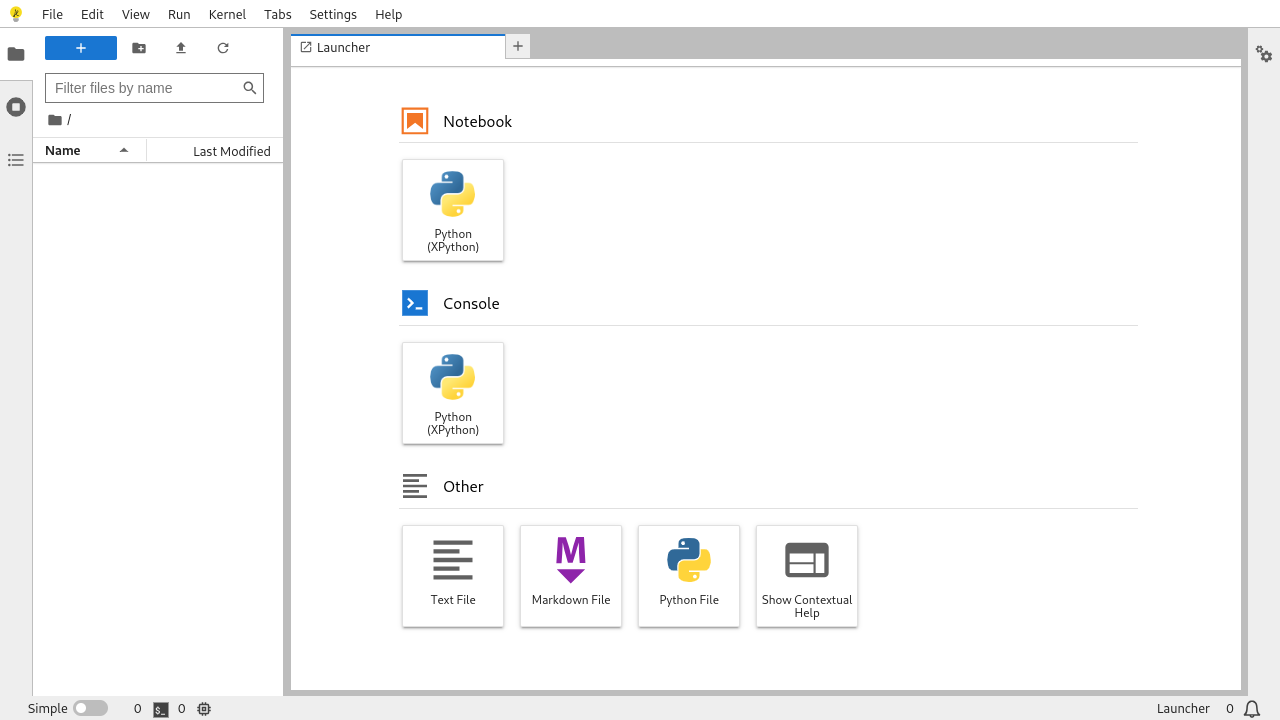 File Edit View Run Kernel Tabs Settings Help
Launcher
Filter files by name
/
Name Last Modified
Notebook
Python
(XPython)
Console
Python
(XPython)
Other
Text File
Markdown File
Python File
Show Contextual
Help
Simple 0 $_ 0 Launcher 0